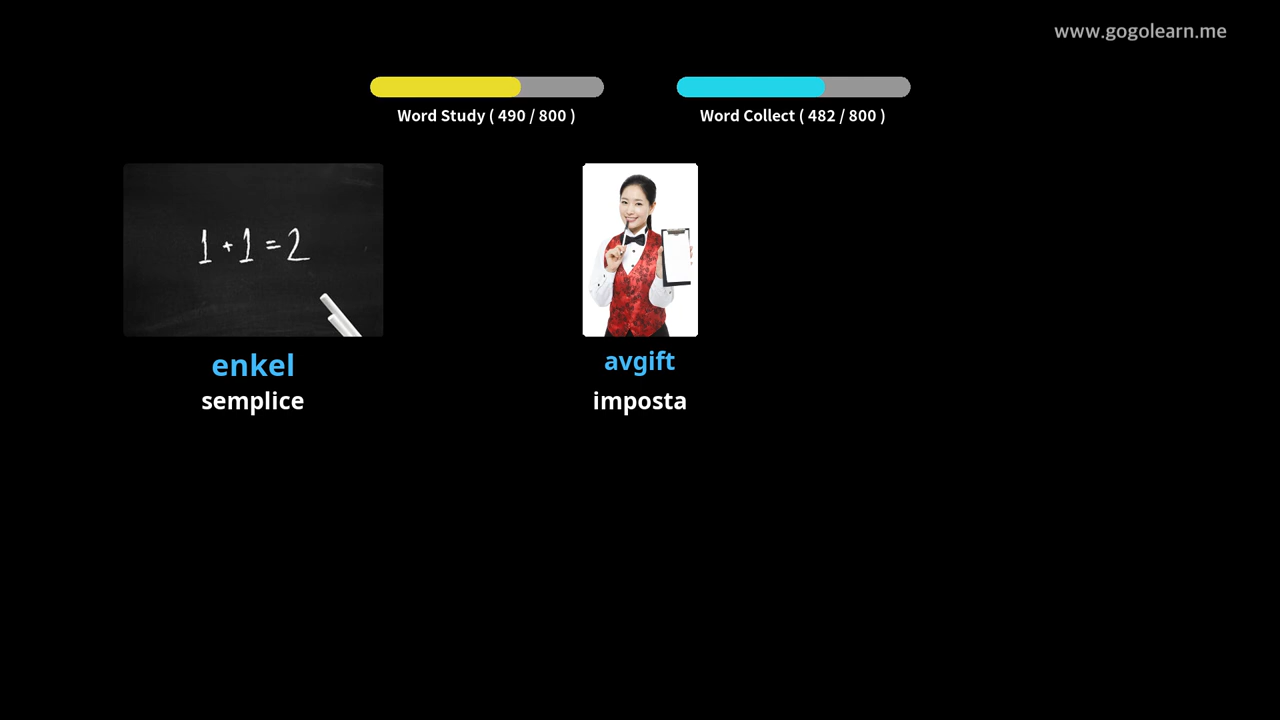 www.gogolearn.me
Word Study ( 490 / 800 )
Word Collect ( 482 / 800 )
1 + 1 = 2
enkel
semplice
avgift
imposta